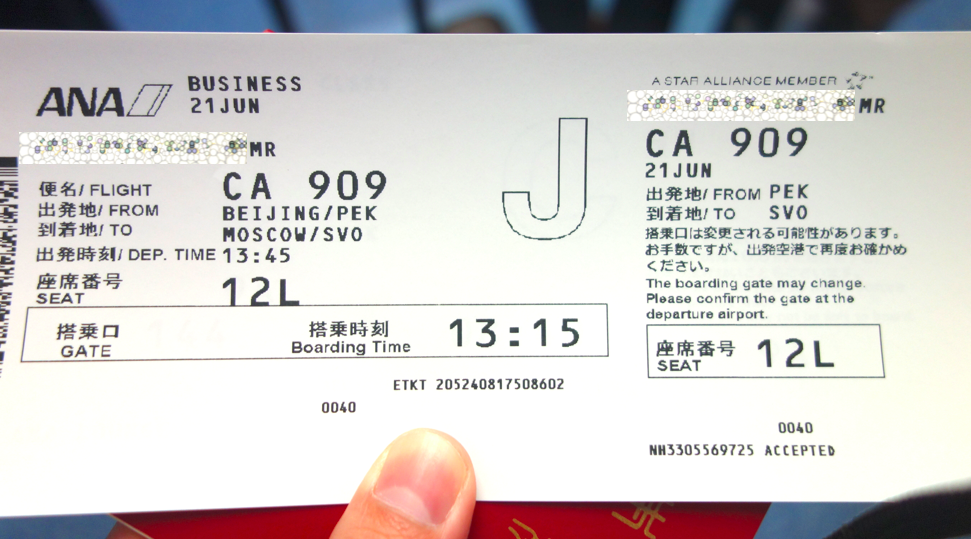 ANA
BUSINESS
21JUN
MR
便名/ FLIGHT CA 909
出発地/ FROM BEIJING/PEK
到着地/ TO MOSCOW/SVO
出発時刻/ DEP. TIME 13:45
座席番号
SEAT 12L
搭乗口
GATE
搭乗時刻
Boarding Time 13:15
ETKT 205240817508602
0040
J
A STAR ALLIANCE MEMBER
MR
CA 909
21JUN
出発地/ FROM PEK
到着地/ TO SVO
搭乗口は変更される可能性があります。
お手数ですが、出発空港で再度お確かめ
ください。
The boarding gate may change.
Please confirm the gate at the
departure airport.
座席番号
SEAT 12L
0040
NH3305569725 ACCEPTED